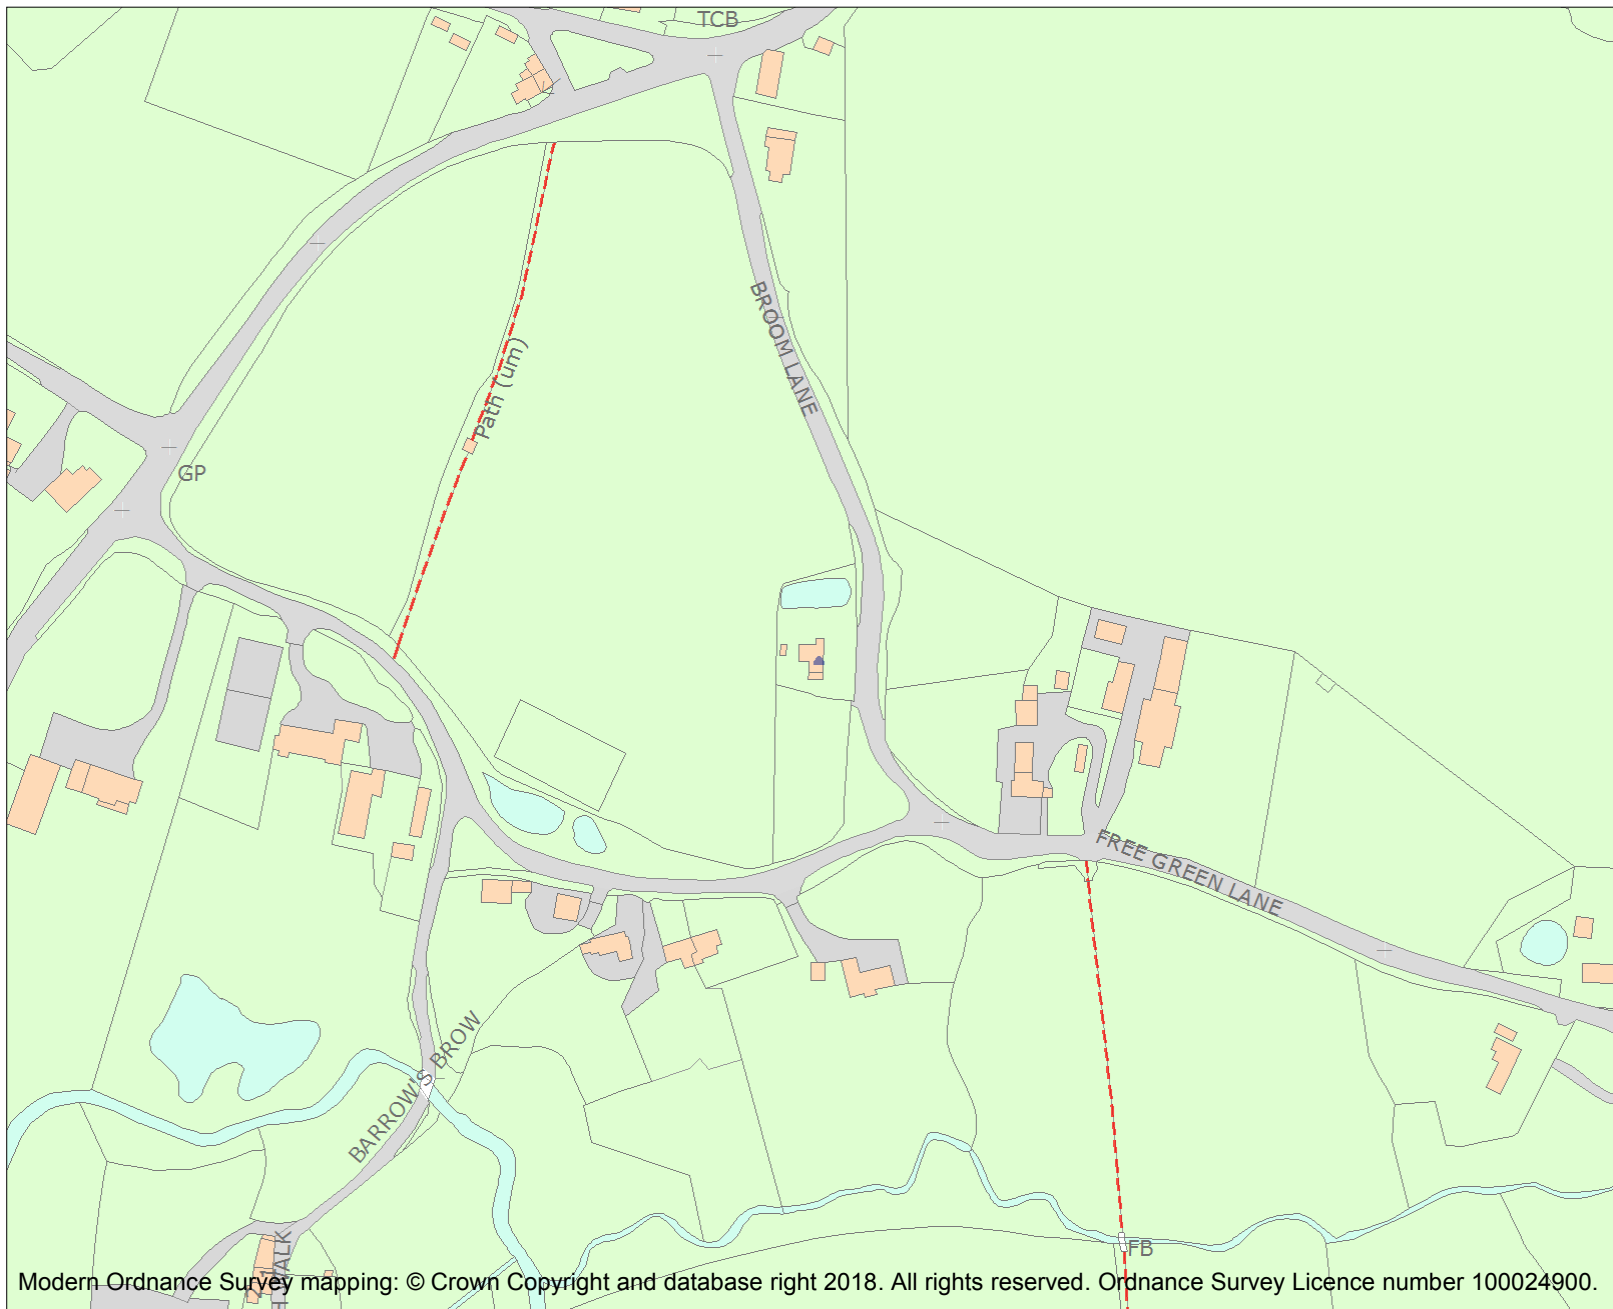 TCB
BROOM LANE
Path (um)
GP
FREE GREEN LANE
BARROW'S BROW
FB
Modern Ordnance Survey mapping: © Crown Copyright and database right 2018. All rights reserved. Ordnance Survey Licence number 100024900.